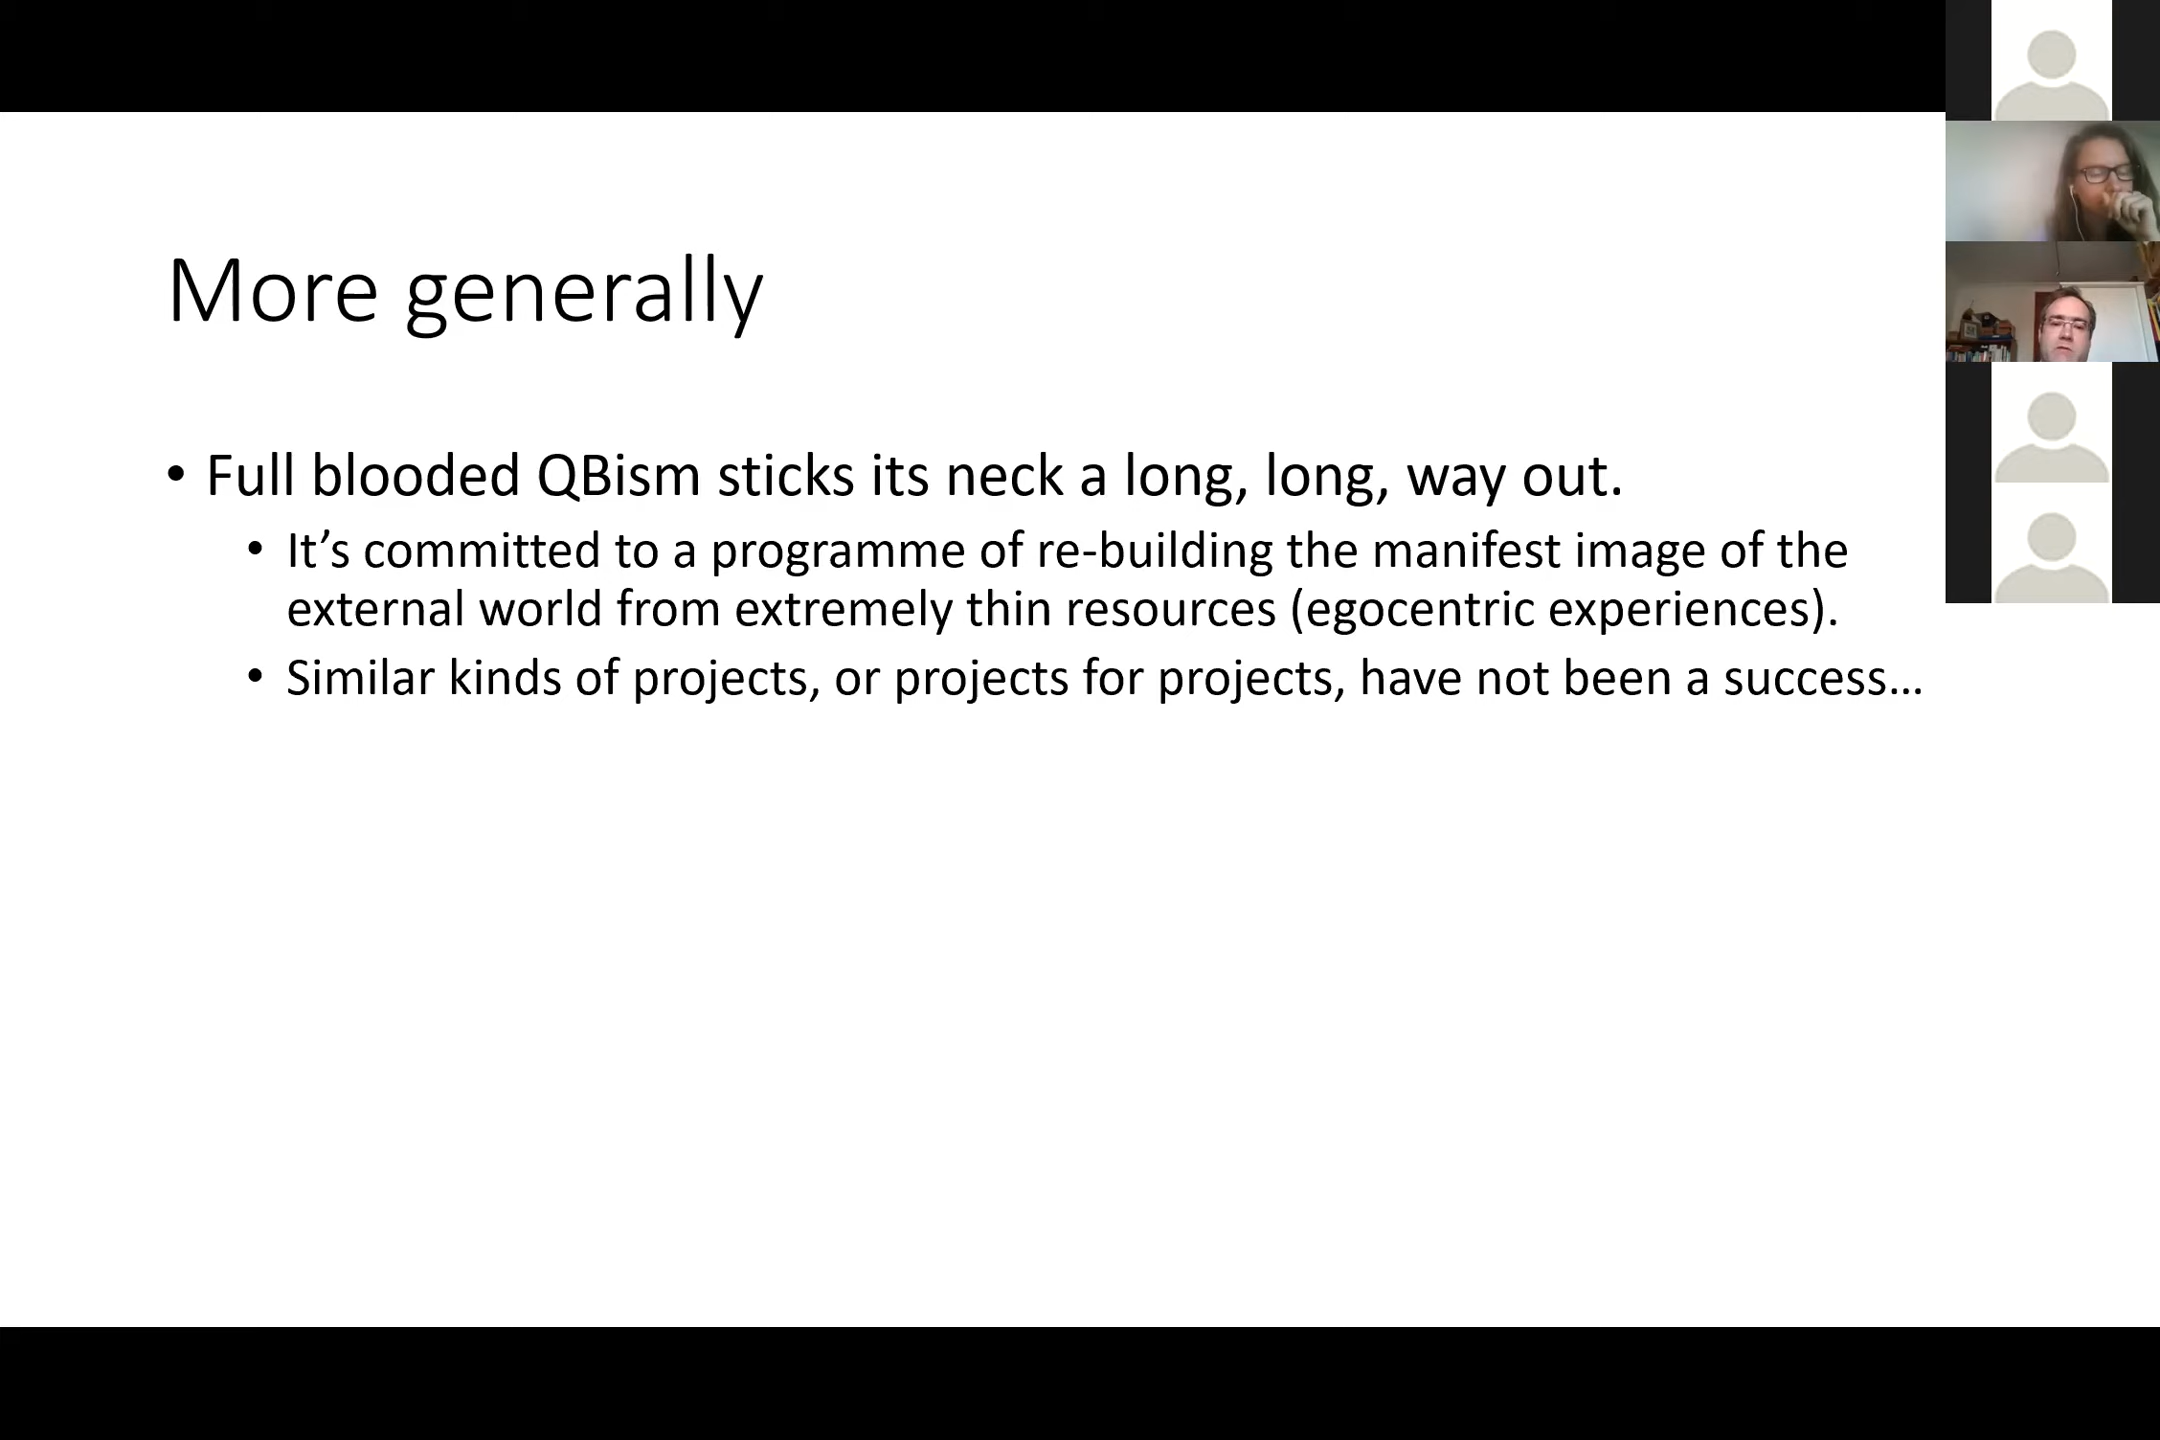 More generally
• Full blooded QBism sticks its neck a long, long, way out.
• It’s committed to a programme of re-building the manifest image of the
external world from extremely thin resources (egocentric experiences).
• Similar kinds of projects, or projects for projects, have not been a success…